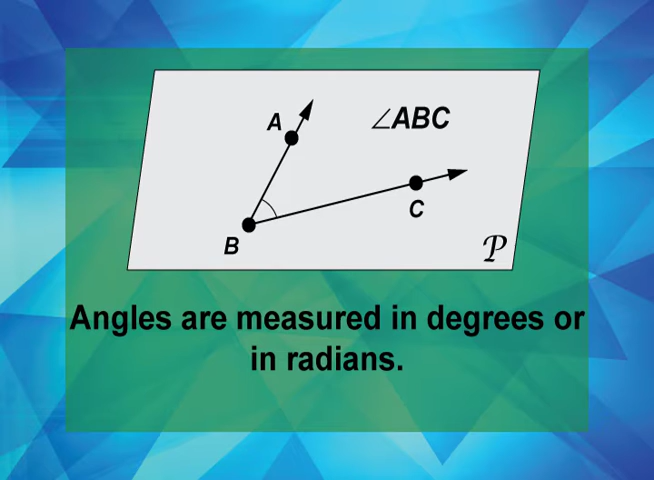 A
∠ABC
C
B
𝒫
Angles are measured in degrees or
in radians.